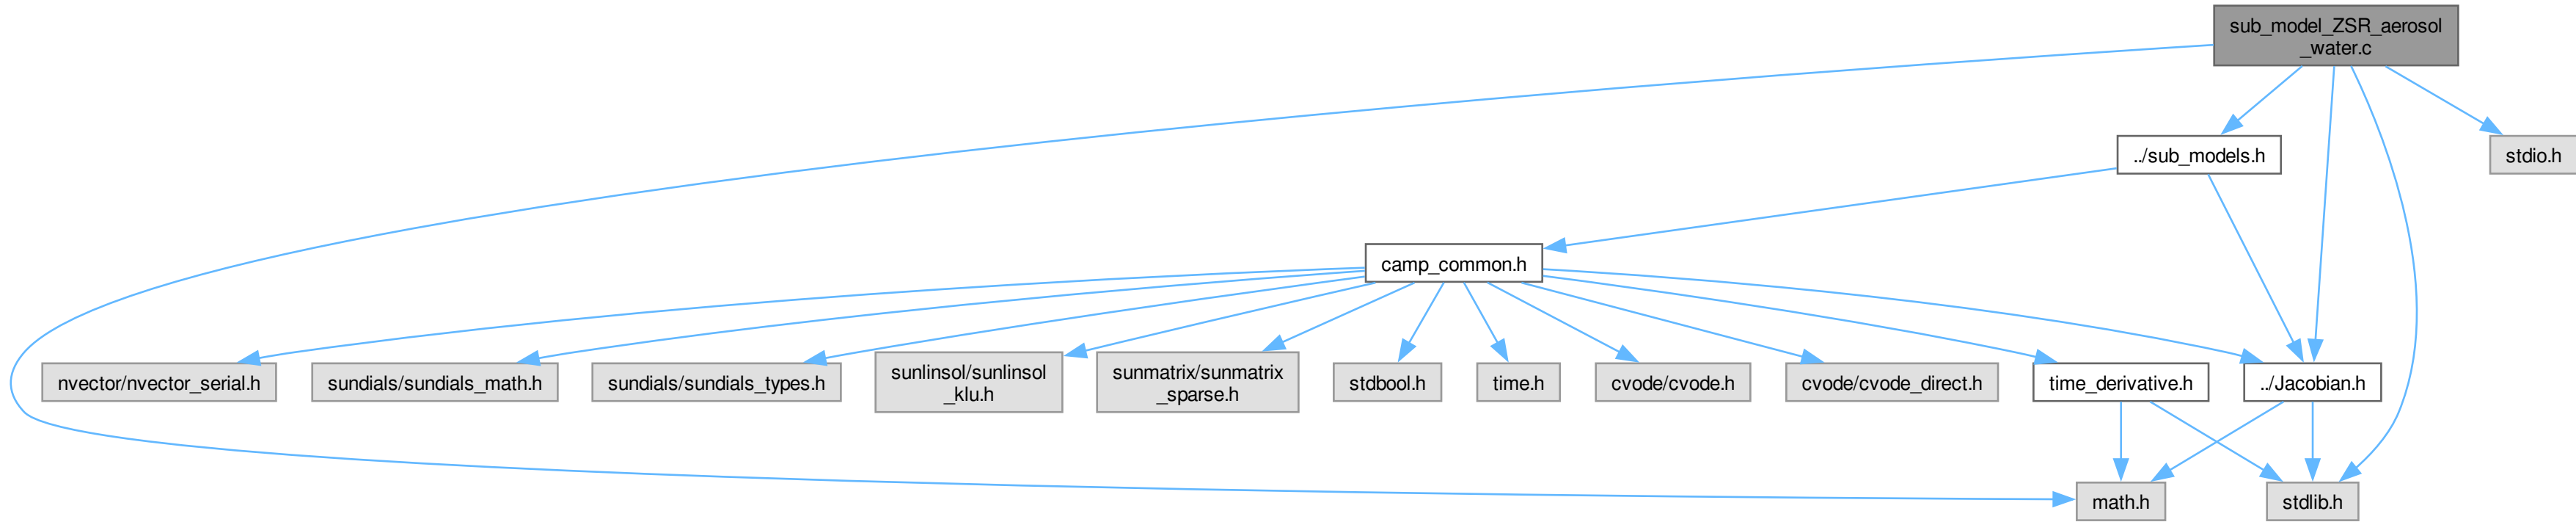 sub_model_ZSR_aerosol
_water.c
../sub_models.h
stdio.h
camp_common.h
nvector/nvector_serial.h
sundials/sundials_math.h
sundials/sundials_types.h
sunlinsol/sunlinsol
_klu.h
sunmatrix/sunmatrix
_sparse.h
stdbool.h
time.h
cvode/cvode.h
cvode/cvode_direct.h
time_derivative.h
../Jacobian.h
math.h
stdlib.h